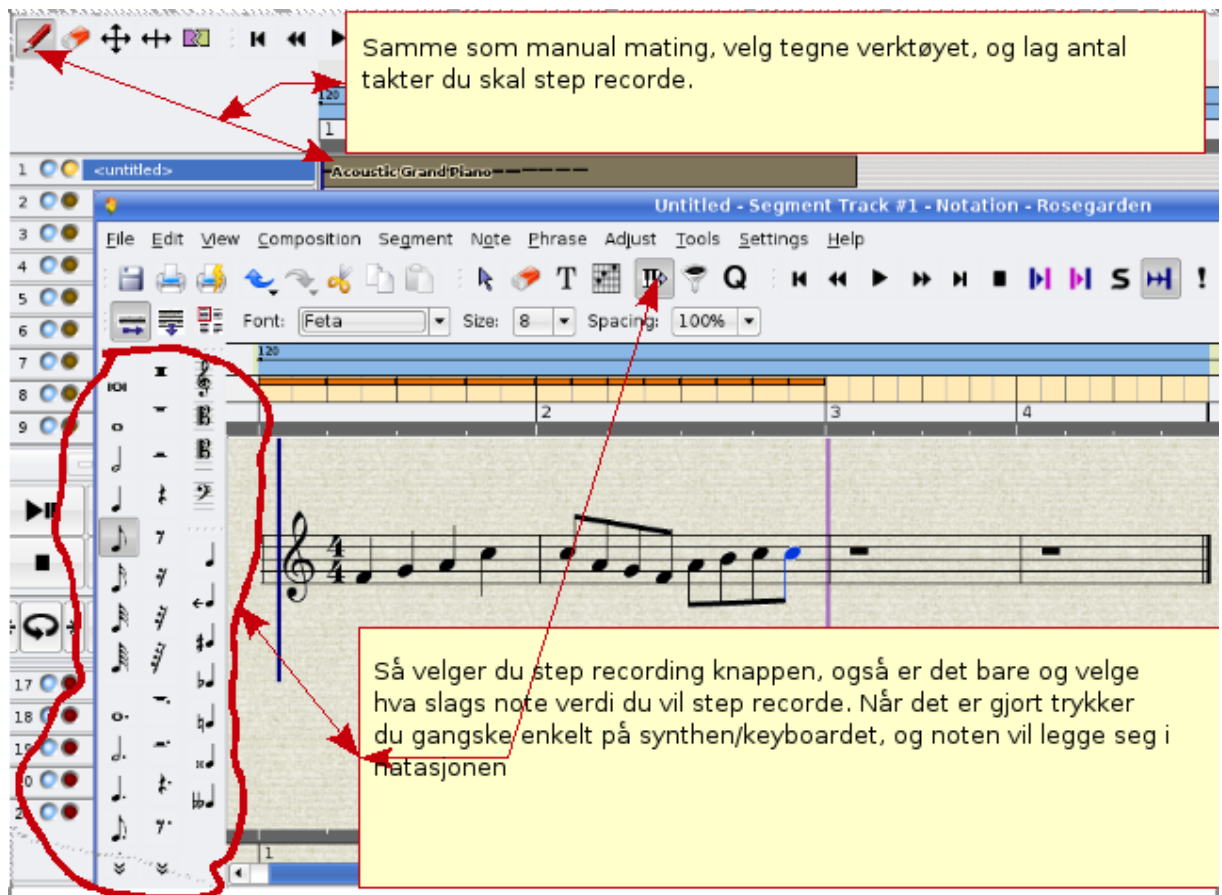 Samme som manual mating, velg tegne verktøyet, og lag antal
takter du skal step recorde.
120
1
1 <untitled> Acoustic Grand Piano
2
Untitled - Segment Track #1 - Notation - Rosegarden
3
File Edit View Composition Segment Note Phrase Adjust Tools Settings Help
4
T Q S !
5
6
Font: Feta Size: 8 Spacing: 100%
7
120
8
2 3 4
9
4
4
Så velger du step recording knappen, også er det bare og velge
hva slags note verdi du vil step recorde. Når det er gjort trykker
du gangske enkelt på synthen/keyboardet, og noten vil legge seg i
natasjonen
17
18
19
1